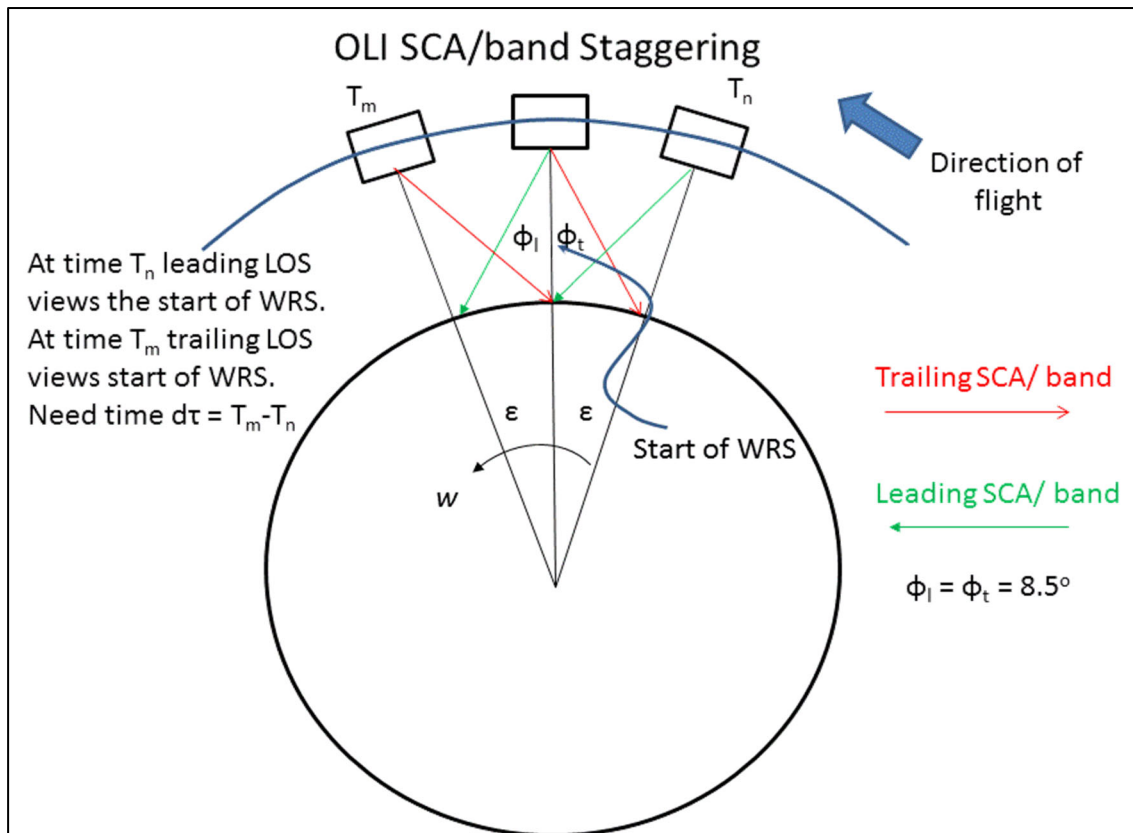 OLI SCA/band Staggering
Tₘ
Tₙ
Direction of
flight
ϕₗ
ϕₜ
At time Tₙ leading LOS
views the start of WRS.
At time Tₘ trailing LOS
views start of WRS.
Need time dτ = Tₘ-Tₙ
Trailing SCA/ band
ε
ε
Start of WRS
w
Leading SCA/ band
ϕₗ = ϕₜ = 8.5°